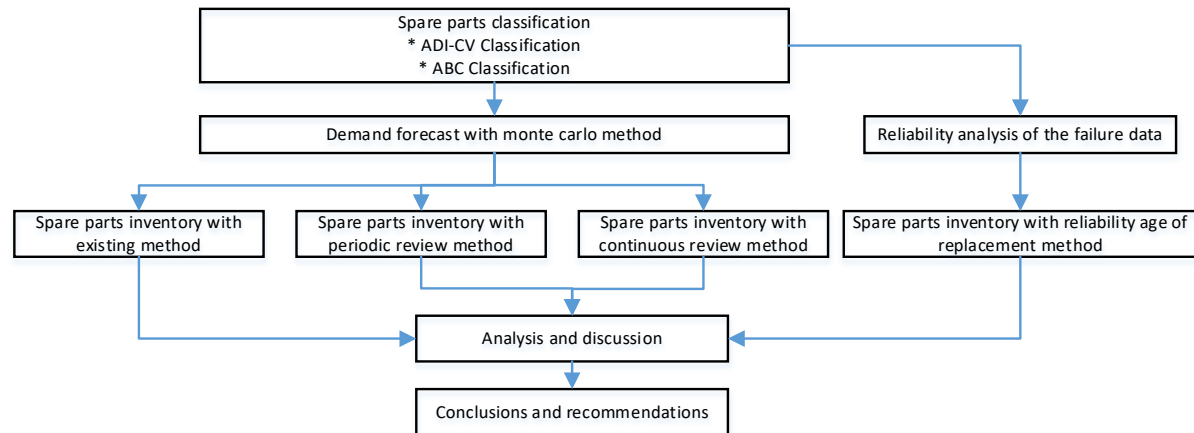 Spare parts classification
* ADI-CV Classification
* ABC Classification
Demand forecast with monte carlo method
Reliability analysis of the failure data
Spare parts inventory with
existing method
Spare parts inventory with
periodic review method
Spare parts inventory with
continuous review method
Spare parts inventory with reliability age of
replacement method
Analysis and discussion
Conclusions and recommendations